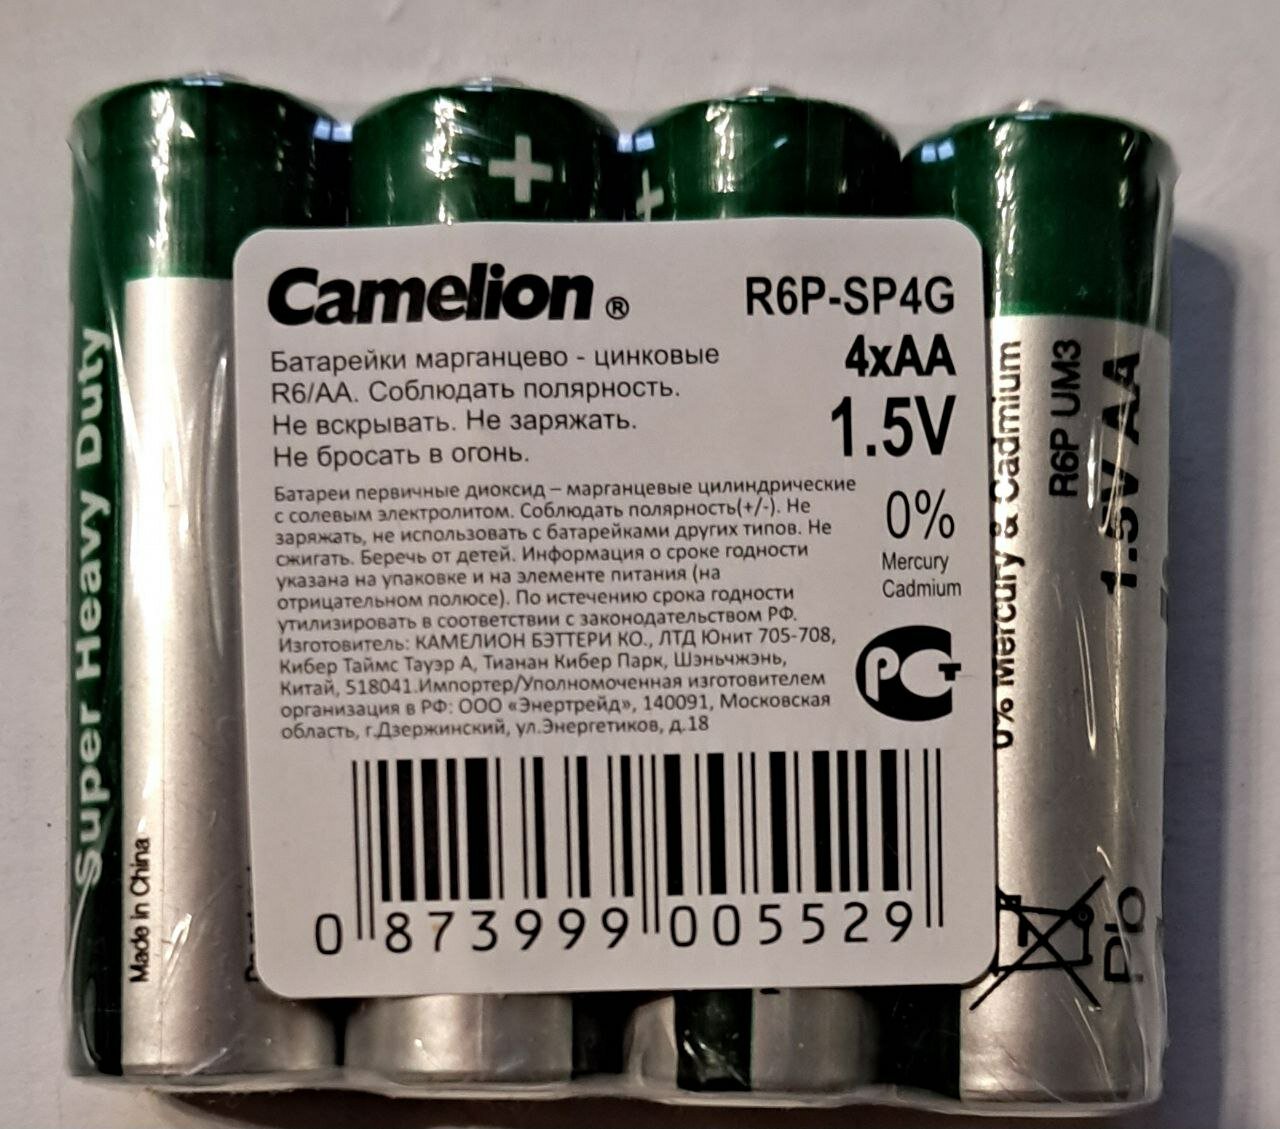 Camelion ®
R6P-SP4G
4xAA
1.5V
Батарейки марганцево - цинковые
R6/AA. Соблюдать полярность.
Не вскрывать. Не заряжать.
Не бросать в огонь.
Батареи первичные диоксид – марганцевые цилиндрические
с солевым электролитом. Соблюдать полярность(+/-). Не
заряжать, не использовать с батарейками других типов. Не
сжигать. Беречь от детей. Информация о сроке годности
указана на упаковке и на элементе питания (на
отрицательном полюсе). По истечению срока годности
утилизировать в соответствии с законодательством РФ.
Изготовитель: КАМЕЛИОН БЭТТЕРИ КО., ЛТД Юнит 705-708,
Кибер Таймс Тауэр А, Тианан Кибер Парк, Шэньчжэнь,
Китай, 518041.Импортер/Уполномоченная изготовителем
организация в РФ: ООО «Энертрейд», 140091, Московская
область, г.Дзержинский, ул.Энергетиков, д.18
0%
Mercury
Cadmium
РСТ
0 873999 005529
Super Heavy Duty
Made in China
+
+
0% Mercury & Cadmium
R6P UM3
1.5V AA
Pb